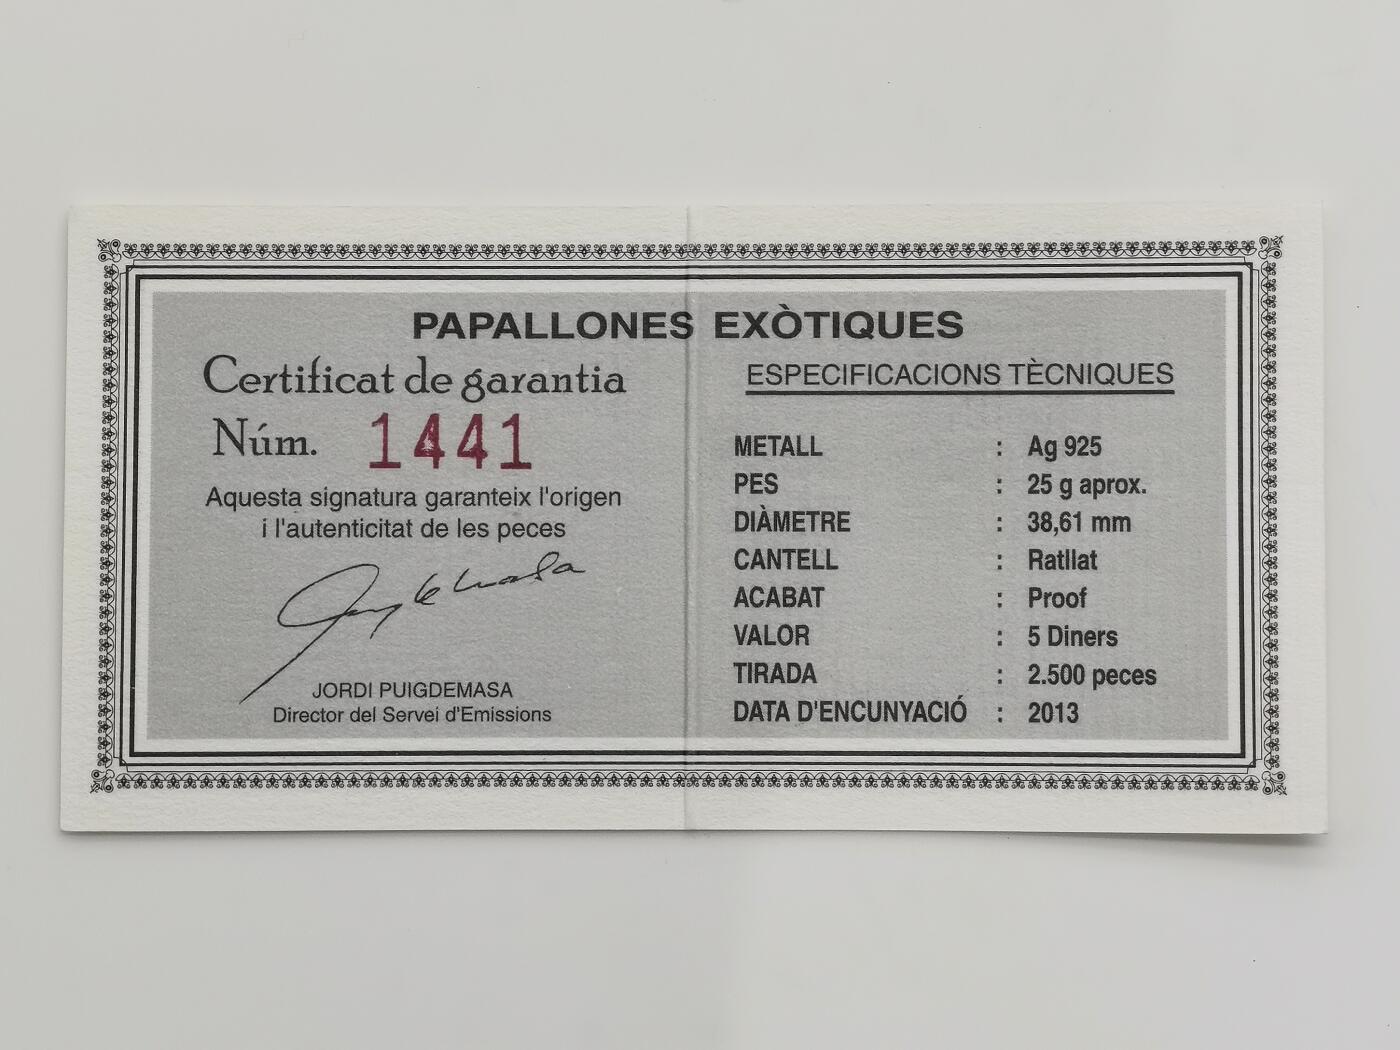 PAPALLONES EXÒTIQUES
Certificat de garantia
Núm. 1441
Aquesta signatura garanteix l'origen
i l'autenticitat de les peces
JORDI PUIGDEMASA
Director del Servei d'Emissions
ESPECIFICACIONS TÈCNIQUES
METALL : Ag 925
PES : 25 g aprox.
DIÀMETRE : 38,61 mm
CANTELL : Ratllat
ACABAT : Proof
VALOR : 5 Diners
TIRADA : 2.500 peces
DATA D'ENCUNYACIÓ : 2013